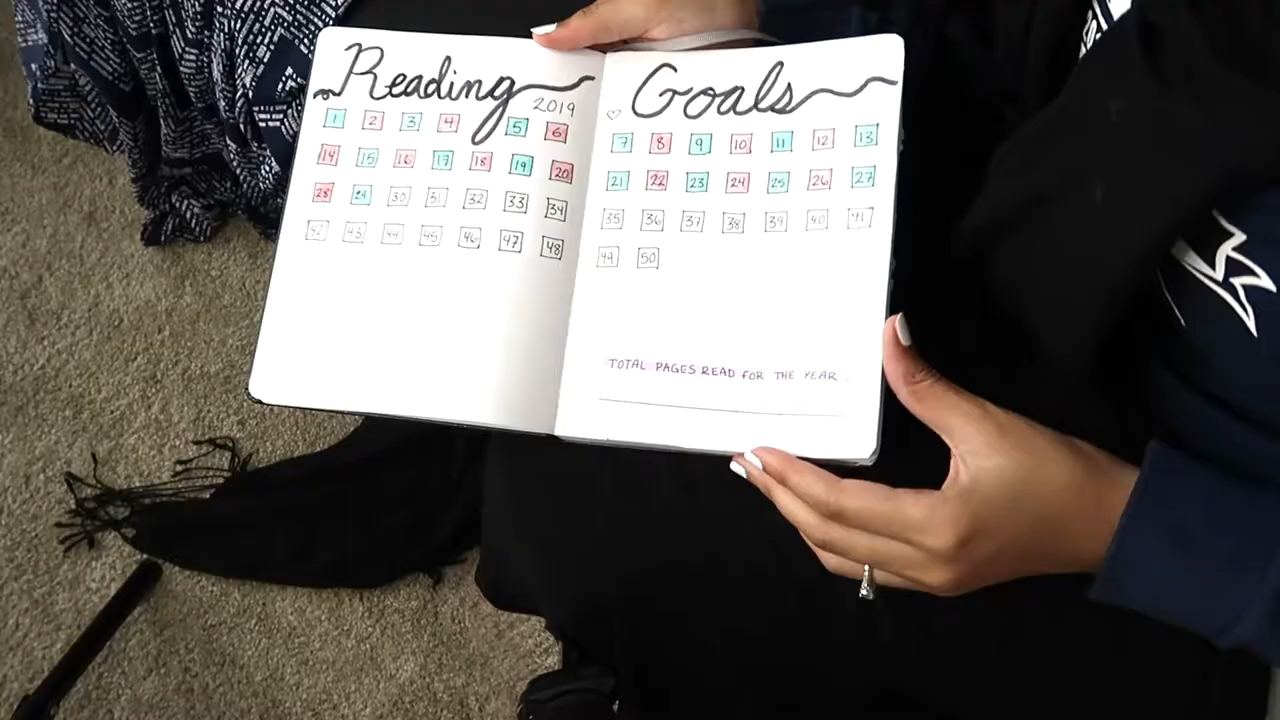 Reading Goals
2019
1 2 3 4 5 6 7 8 9 10 11 12 13
14 15 16 17 18 19 20 21 22 23 24 25 26 27
28 29 30 31 32 33 34 35 36 37 38 39 40 41
42 43 44 45 46 47 48 49 50
TOTAL PAGES READ FOR THE YEAR